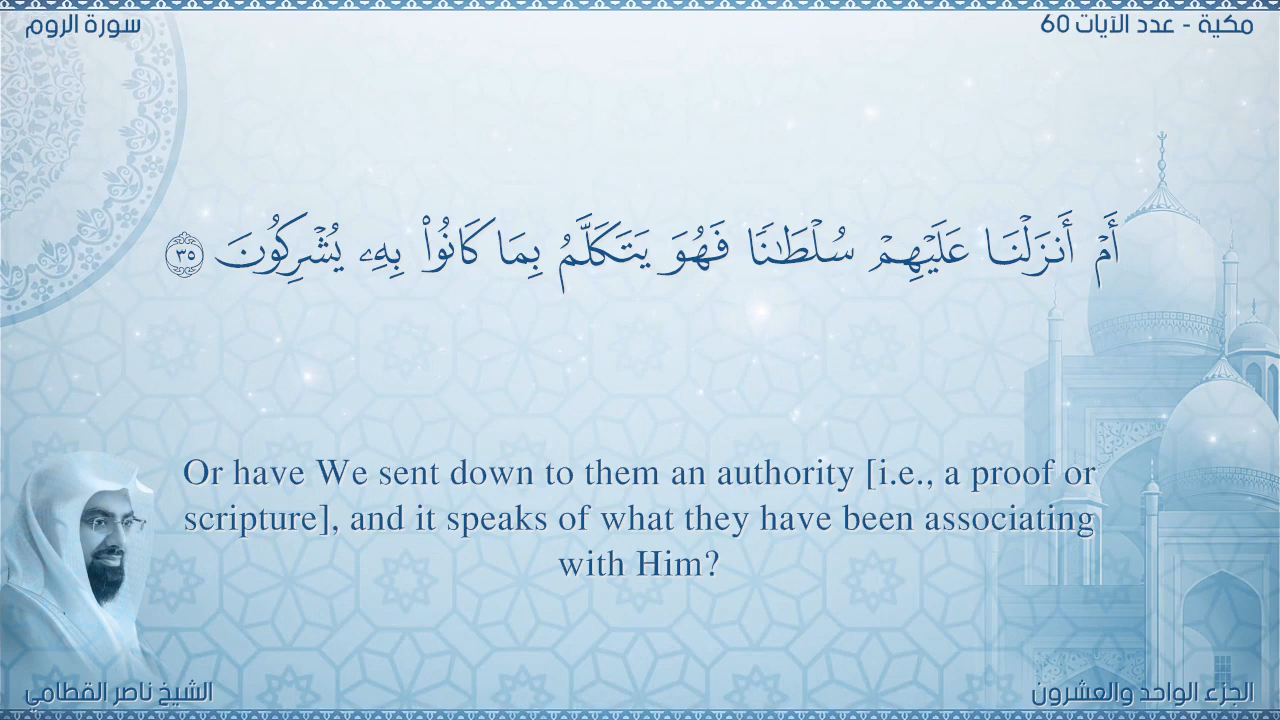 مكية - عدد الآيات 60
سورة الروم
أَمْ أَنزَلْنَا عَلَيْهِمْ سُلْطَٰنًا فَهُوَ يَتَكَلَّمُ بِمَا كَانُوا۟ بِهِۦ يُشْرِكُونَ ٣٥
Or have We sent down to them an authority [i.e., a proof or
scripture], and it speaks of what they have been associating
with Him?
الجزء الواحد والعشرون
الشيخ ناصر القطامي